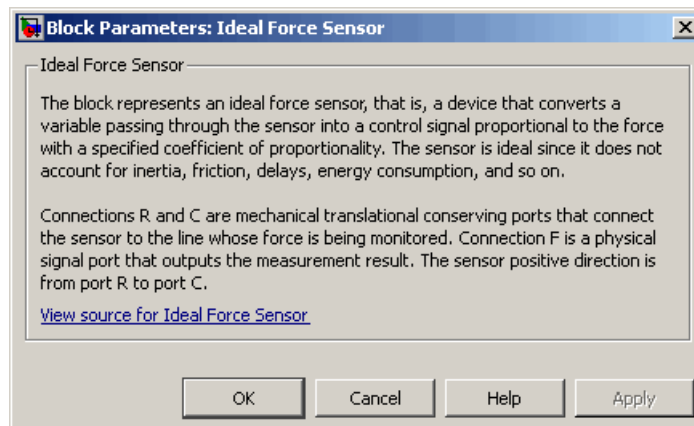 Block Parameters: Ideal Force Sensor
Ideal Force Sensor
The block represents an ideal force sensor, that is, a device that converts a
variable passing through the sensor into a control signal proportional to the force
with a specified coefficient of proportionality. The sensor is ideal since it does not
account for inertia, friction, delays, energy consumption, and so on.
Connections R and C are mechanical translational conserving ports that connect
the sensor to the line whose force is being monitored. Connection F is a physical
signal port that outputs the measurement result. The sensor positive direction is
from port R to port C.
View source for Ideal Force Sensor
OK Cancel Help Apply